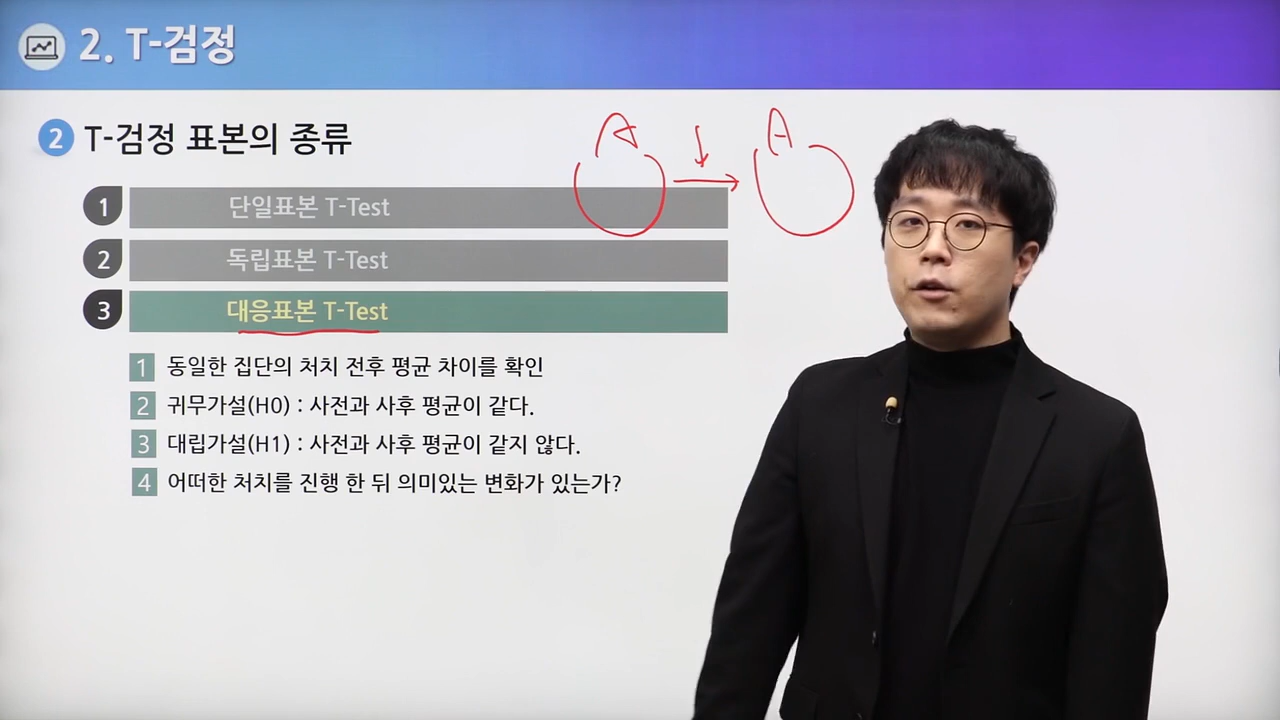 2. T-검정
2 T-검정 표본의 종류
A A
1 단일표본 T-Test
2 독립표본 T-Test
3 대응표본 T-Test
1 동일한 집단의 처치 전후 평균 차이를 확인
2 귀무가설(H0) : 사전과 사후 평균이 같다.
3 대립가설(H1) : 사전과 사후 평균이 같지 않다.
4 어떠한 처치를 진행 한 뒤 의미있는 변화가 있는가?